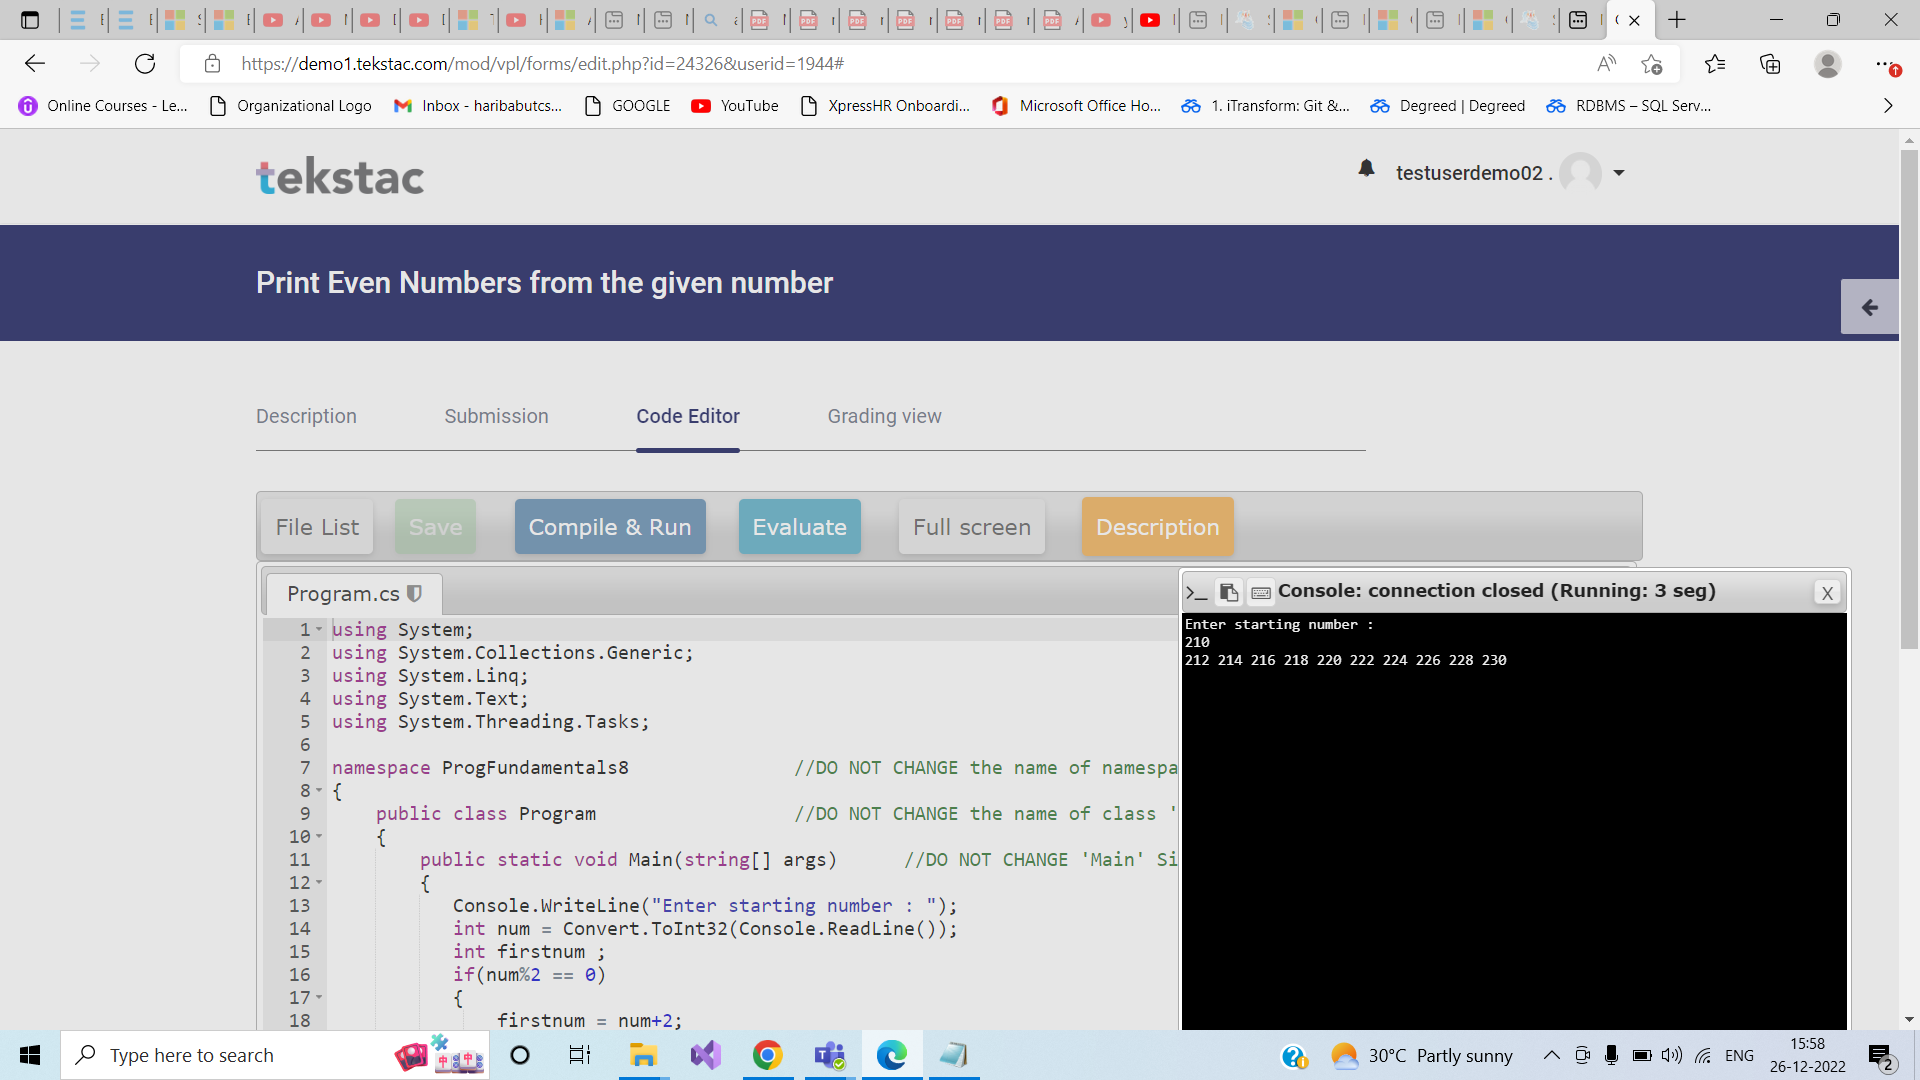 https://demo1.tekstac.com/mod/vpl/forms/edit.php?id=24326&userid=1944#
Online Courses - Le...
Organizational Logo
Inbox - haribabutcs...
GOOGLE
YouTube
XpressHR Onboardi...
Microsoft Office Ho...
1. iTransform: Git &...
Degreed | Degreed
RDBMS – SQL Serv...
tekstac
testuserdemo02 .
Print Even Numbers from the given number
Description
Submission
Code Editor
Grading view
File List
Save
Compile & Run
Evaluate
Full screen
Description
Program.cs
1 using System;
2 using System.Collections.Generic;
3 using System.Linq;
4 using System.Text;
5 using System.Threading.Tasks;
6
7 namespace ProgFundamentals8 //DO NOT CHANGE the name of namespa
8 {
9 public class Program //DO NOT CHANGE the name of class '
10 {
11 public static void Main(string[] args) //DO NOT CHANGE 'Main' Si
12 {
13 Console.WriteLine("Enter starting number : ");
14 int num = Convert.ToInt32(Console.ReadLine());
15 int firstnum ;
16 if(num%2 == 0)
17 {
18 firstnum = num+2;
>_ Console: connection closed (Running: 3 seg)
X
Enter starting number :
210
212 214 216 218 220 222 224 226 228 230
Type here to search
30°C Partly sunny
ENG
15:58
26-12-2022
2